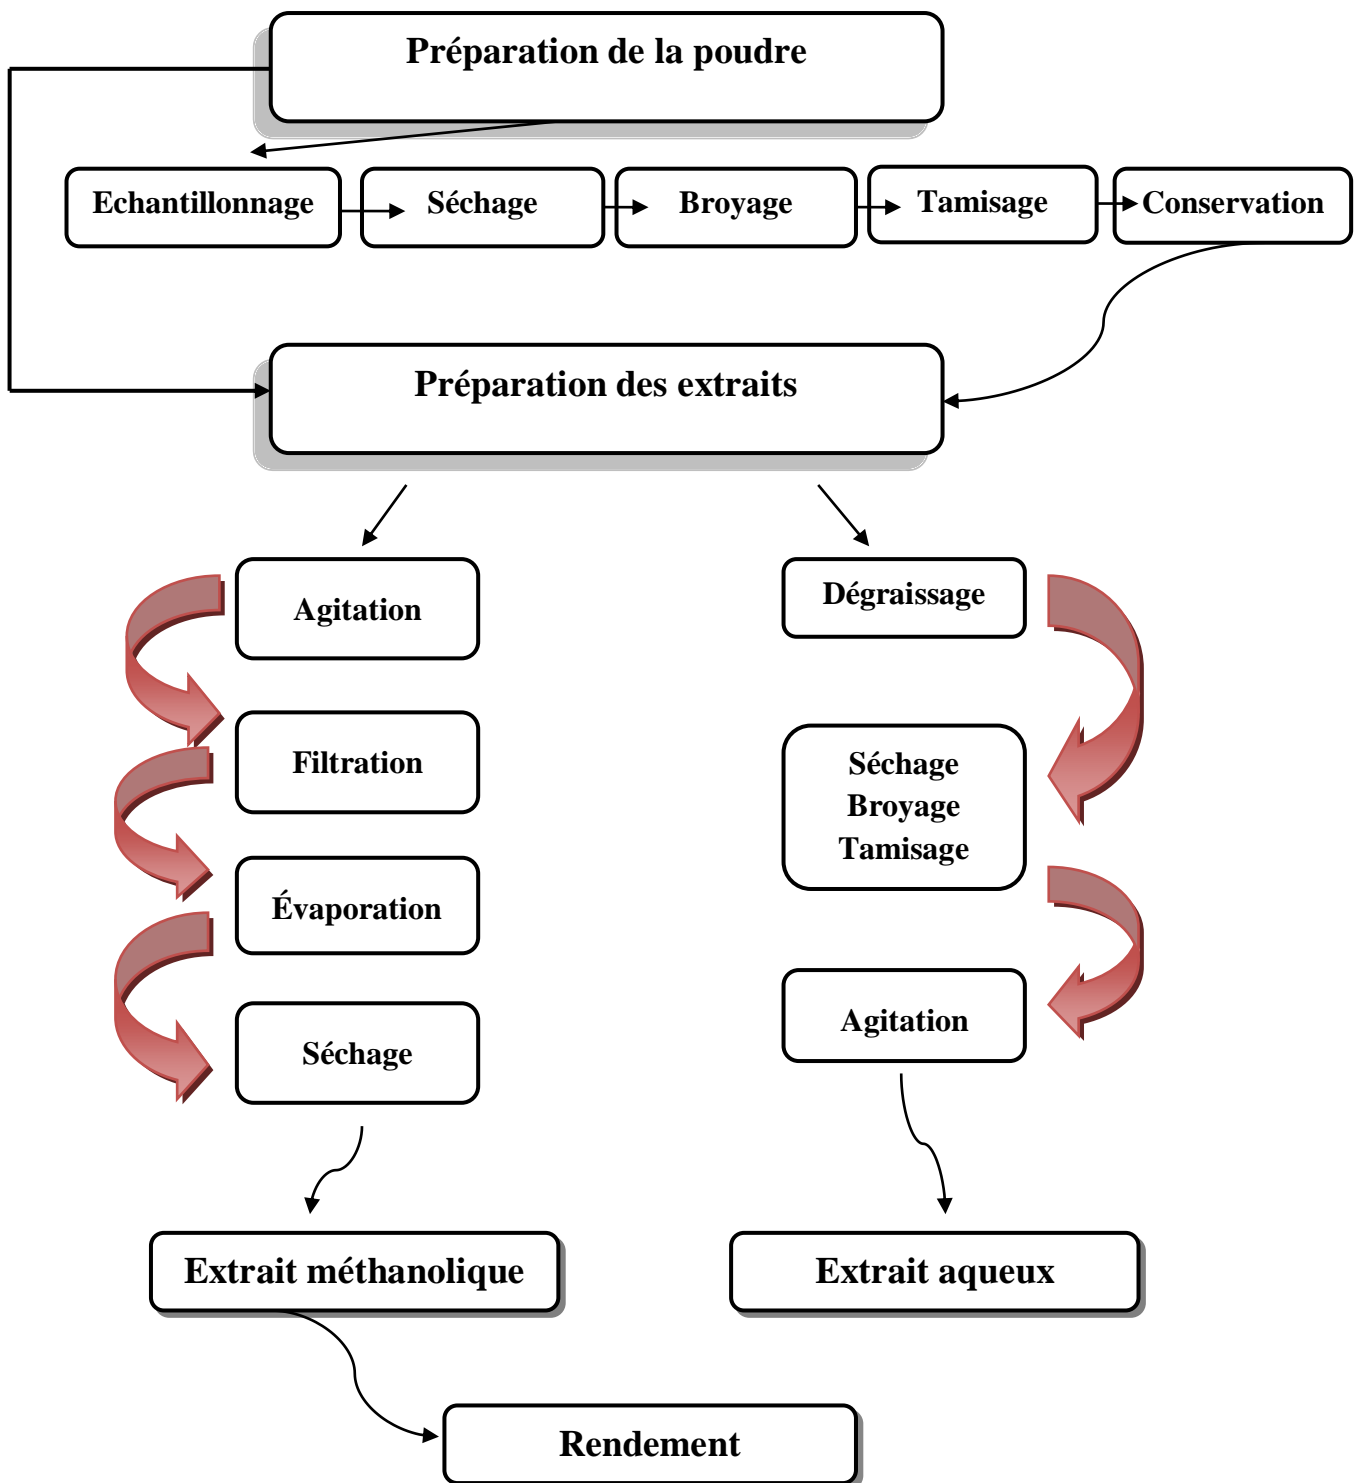 Préparation de la poudre
Echantillonnage
Séchage
Broyage
Tamisage
Conservation
Préparation des extraits
Agitation
Filtration
Évaporation
Séchage
Extrait méthanolique
Dégraissage
Séchage
Broyage
Tamisage
Agitation
Extrait aqueux
Rendement